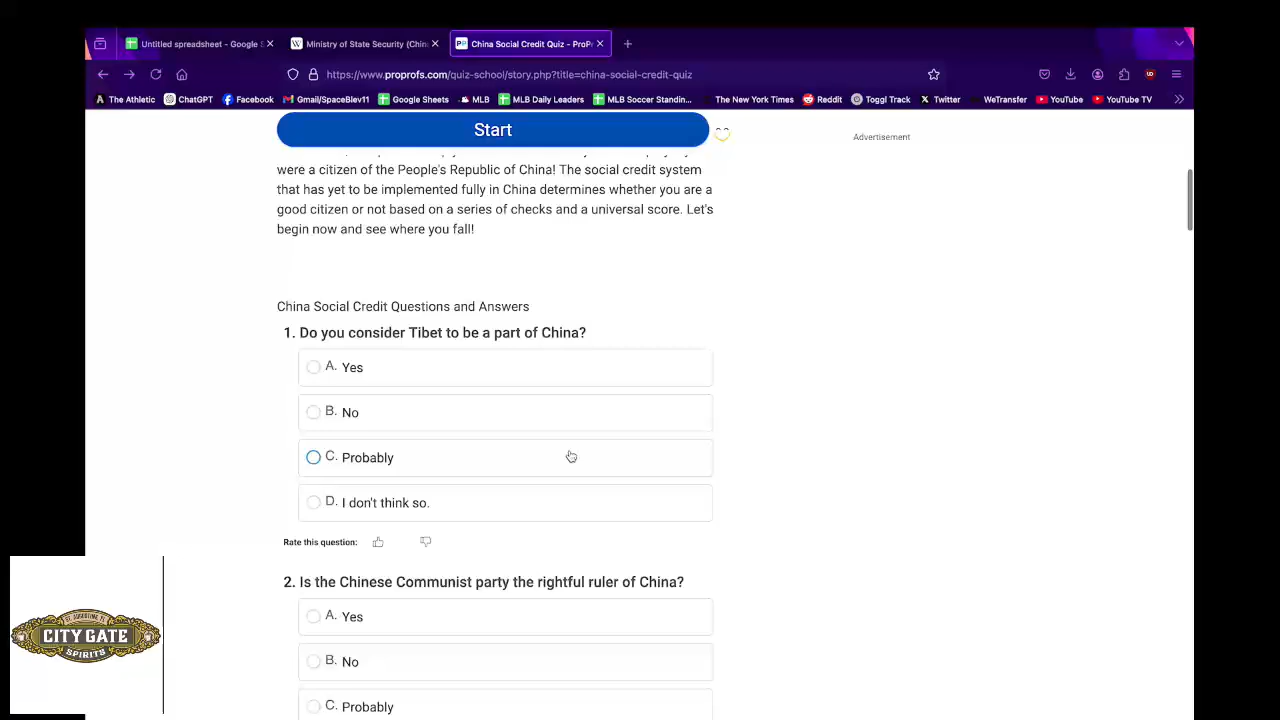 Untitled spreadsheet - Google S
Ministry of State Security (Chin
China Social Credit Quiz - ProP
https://www.proprofs.com/quiz-school/story.php?title=china-social-credit-quiz
The Athletic
ChatGPT
Facebook
Gmail/SpaceBlev11
Google Sheets
MLB
MLB Daily Leaders
MLB Soccer Standin...
The New York Times
Reddit
Toggl Track
Twitter
WeTransfer
YouTube
YouTube TV
Start
Advertisement
were a citizen of the People's Republic of China! The social credit system
that has yet to be implemented fully in China determines whether you are a
good citizen or not based on a series of checks and a universal score. Let's
begin now and see where you fall!
China Social Credit Questions and Answers
1. Do you consider Tibet to be a part of China?
A. Yes
B. No
C. Probably
D. I don't think so.
Rate this question:
2. Is the Chinese Communist party the rightful ruler of China?
A. Yes
B. No
C. Probably
CITY GATE
SPIRITS